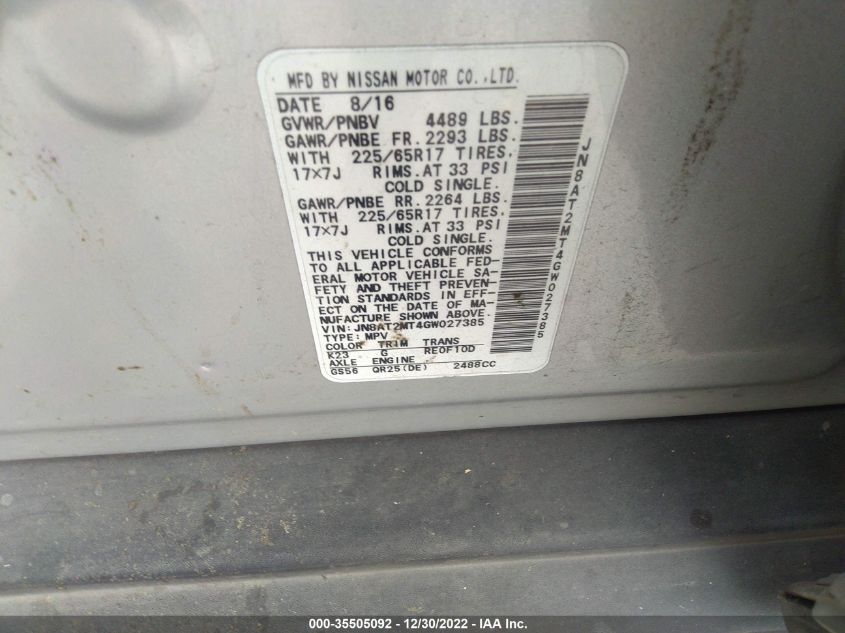 MFD BY NISSAN MOTOR CO.,LTD.
DATE 8/16
GVWR/PNBV 4489 LBS.
GAWR/PNBE FR. 2293 LBS.
WITH 225/65R17 TIRES.
17×7J RIMS.AT 33 PSI
COLD SINGLE.
GAWR/PNBE RR. 2264 LBS.
WITH 225/65R17 TIRES.
17×7J RIMS.AT 33 PSI
COLD SINGLE.
THIS VEHICLE CONFORMS
TO ALL APPLICABLE FED-
ERAL MOTOR VEHICLE SA-
FETY AND THEFT PREVEN-
TION STANDARDS IN EFF-
ECT ON THE DATE OF MA-
NUFACTURE SHOWN ABOVE.
VIN:JN8AT2MT4GW027385
TYPE:MPV
COLOR TRIM TRANS
K23 G RE0F10D
AXLE ENGINE
GS56 QR25(DE) 2488CC
JN8AT2MT4GW027385
000-35505092 - 12/30/2022 - IAA Inc.